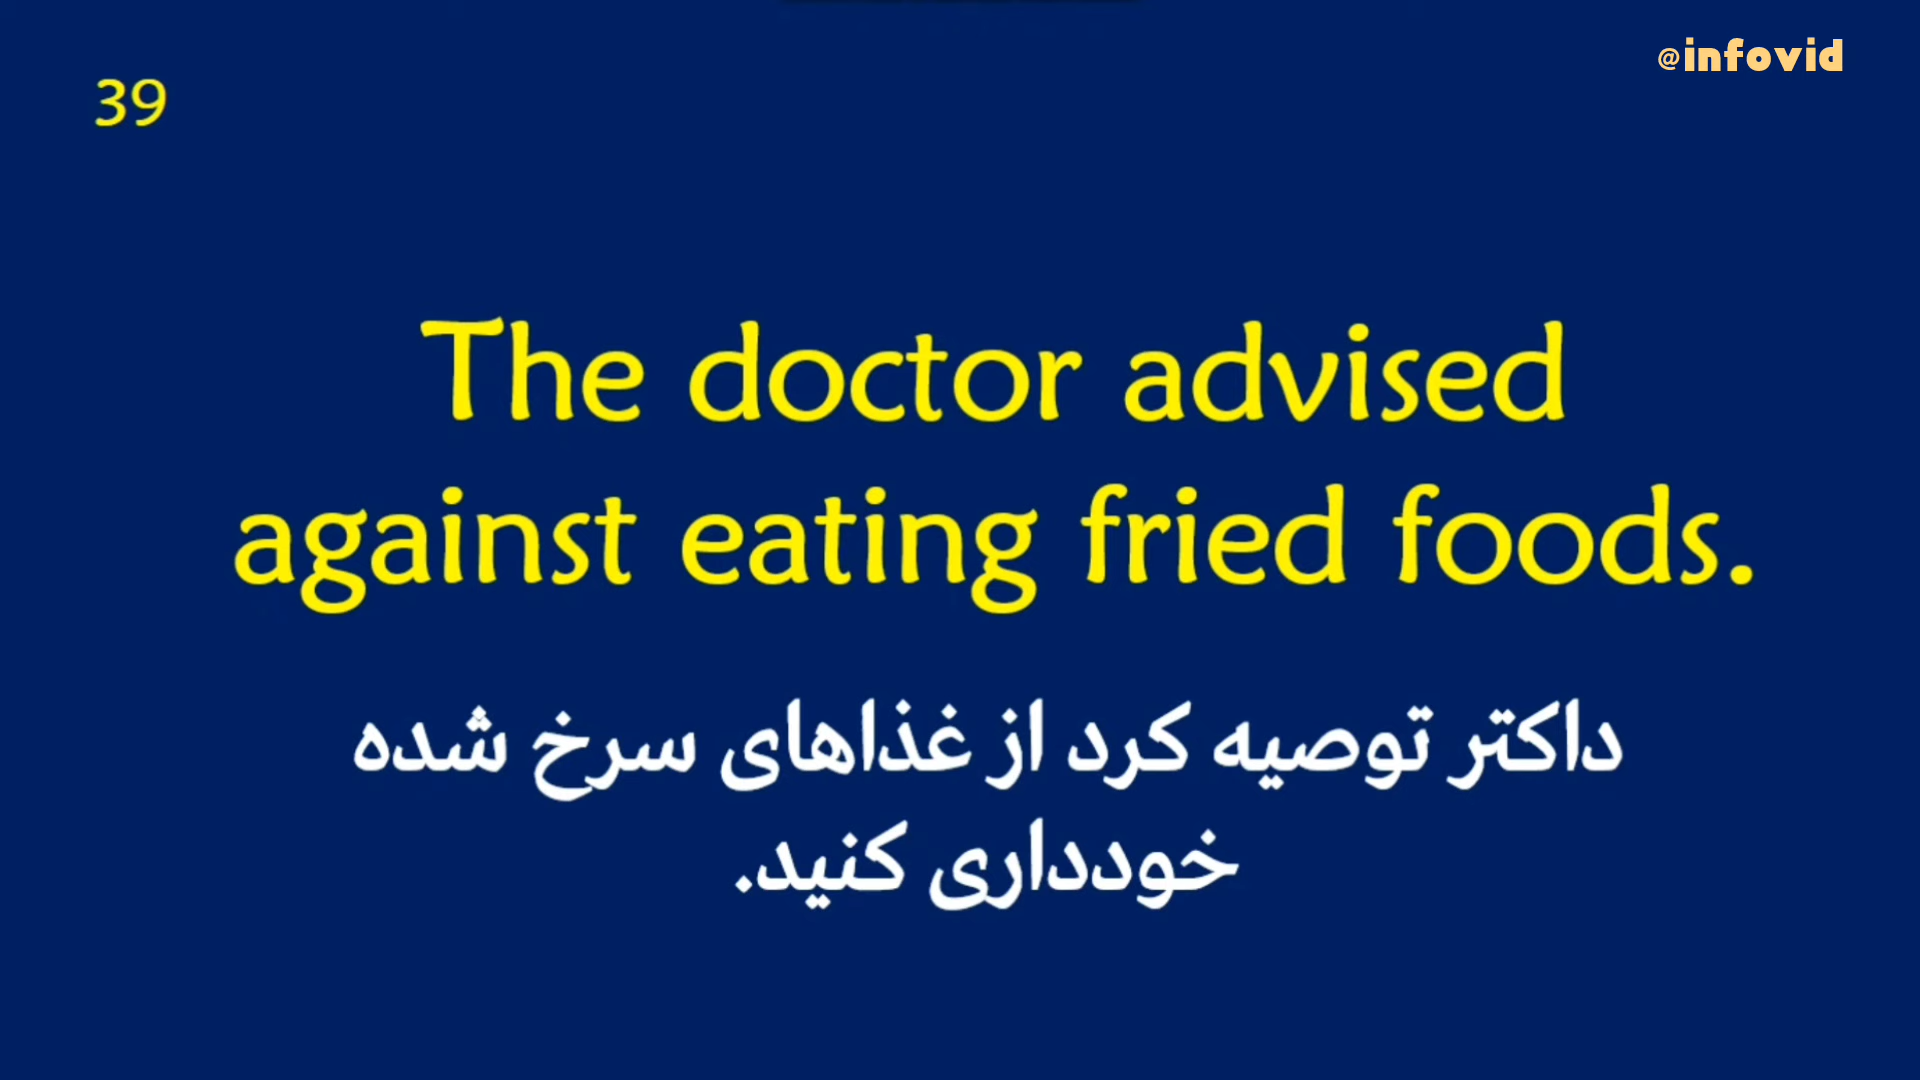 @infovid
39
The doctor advised
against eating fried foods.
داکتر توصیه کرد از غذاهای سرخ شده
خودداری کنید.